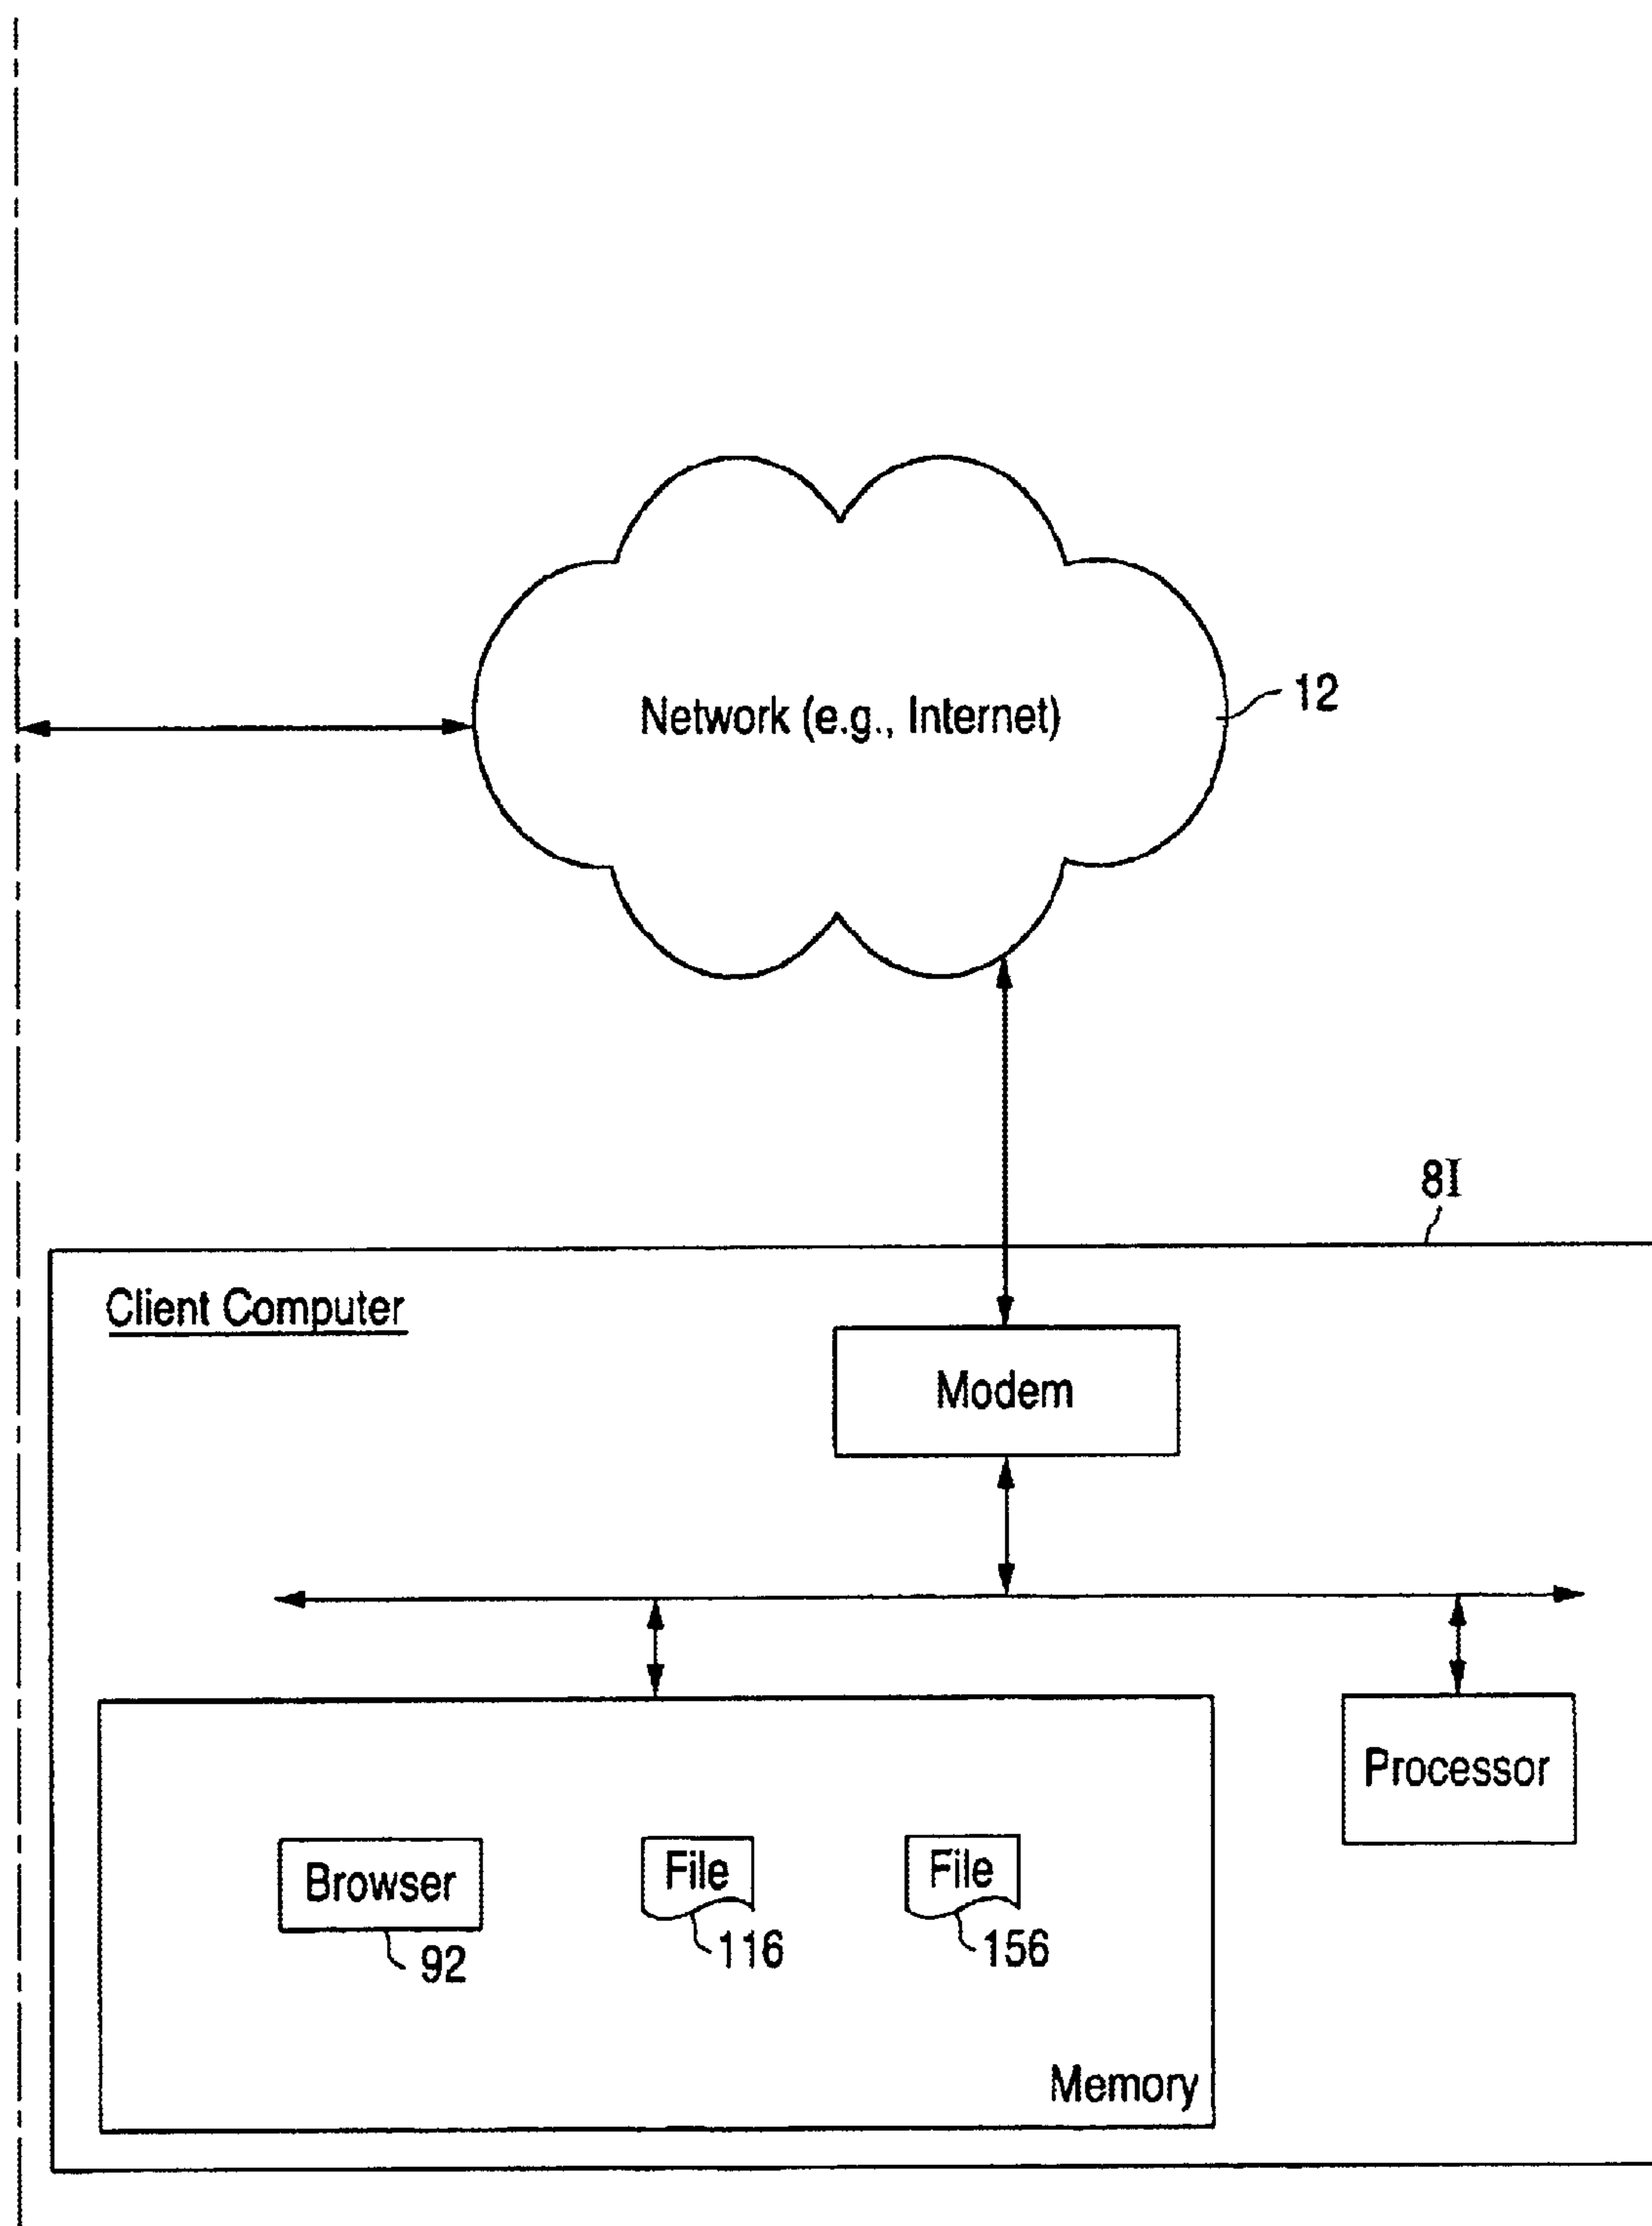 Network (e.g., Internet)
12
8I
Client Computer
Modem
Processor
Browser
File
File
92
116
156
Memory